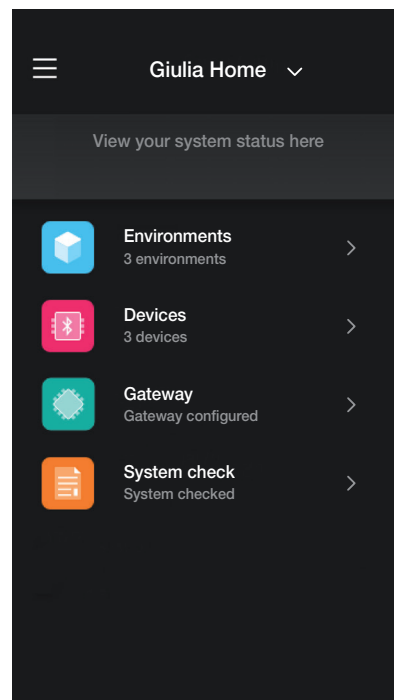 Giulia Home
View your system status here
Environments
3 environments
Devices
3 devices
Gateway
Gateway configured
System check
System checked